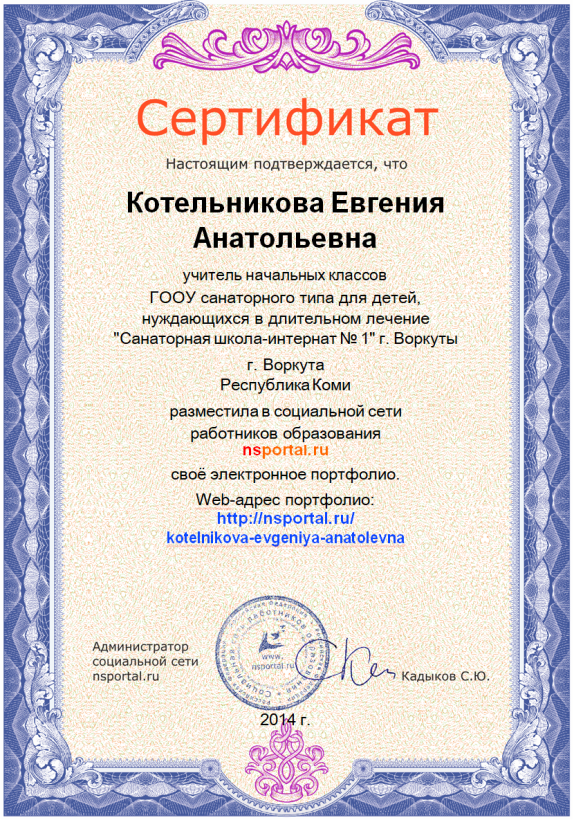 Сертификат
Настоящим подтверждается, что
Котельникова Евгения
Анатольевна
учитель начальных классов
ГООУ санаторного типа для детей,
нуждающихся в длительном лечение
"Санаторная школа-интернат № 1" г. Воркуты
г. Воркута
Республика Коми
разместила в социальной сети
работников образования
nsportal.ru
своё электронное портфолио.
Web-адрес портфолио:
http://nsportal.ru/
kotelnikova-evgeniya-anatolevna
www.
nsportal.ru
Администратор
социальной сети
nsportal.ru
Кадыков С.Ю.
2014 г.